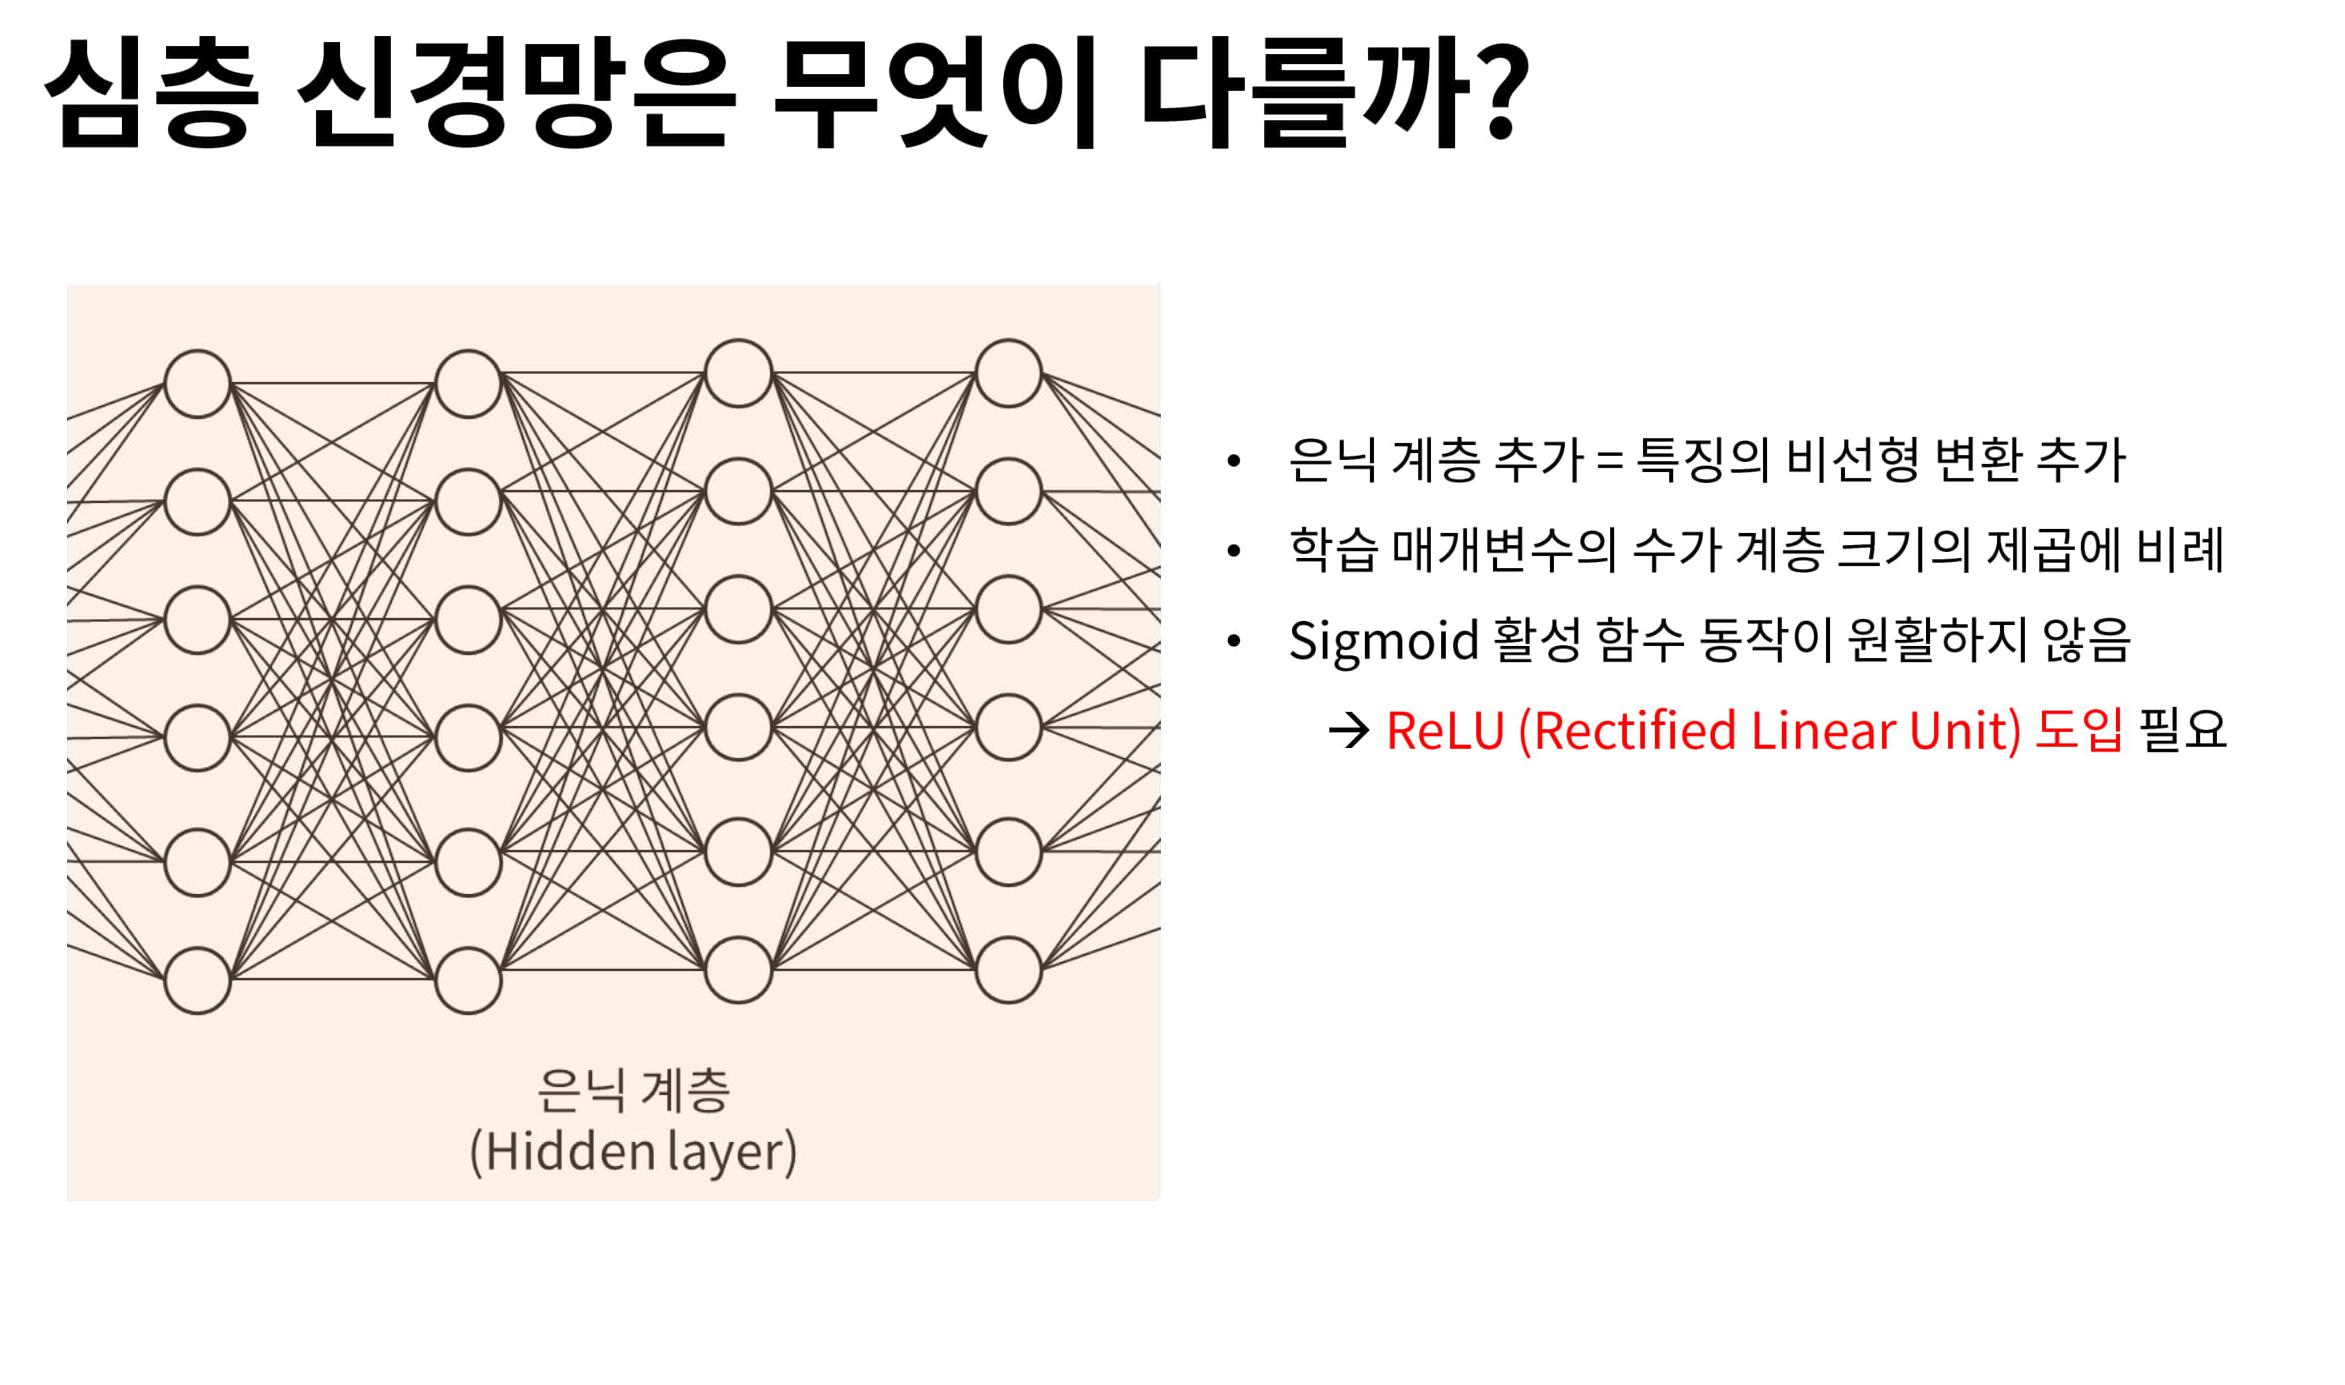 심층 신경망은 무엇이 다를까?
• 은닉 계층 추가 = 특징의 비선형 변환 추가
• 학습 매개변수의 수가 계층 크기의 제곱에 비례
• Sigmoid 활성 함수 동작이 원활하지 않음
→ ReLU (Rectified Linear Unit) 도입 필요
은닉 계층
(Hidden layer)